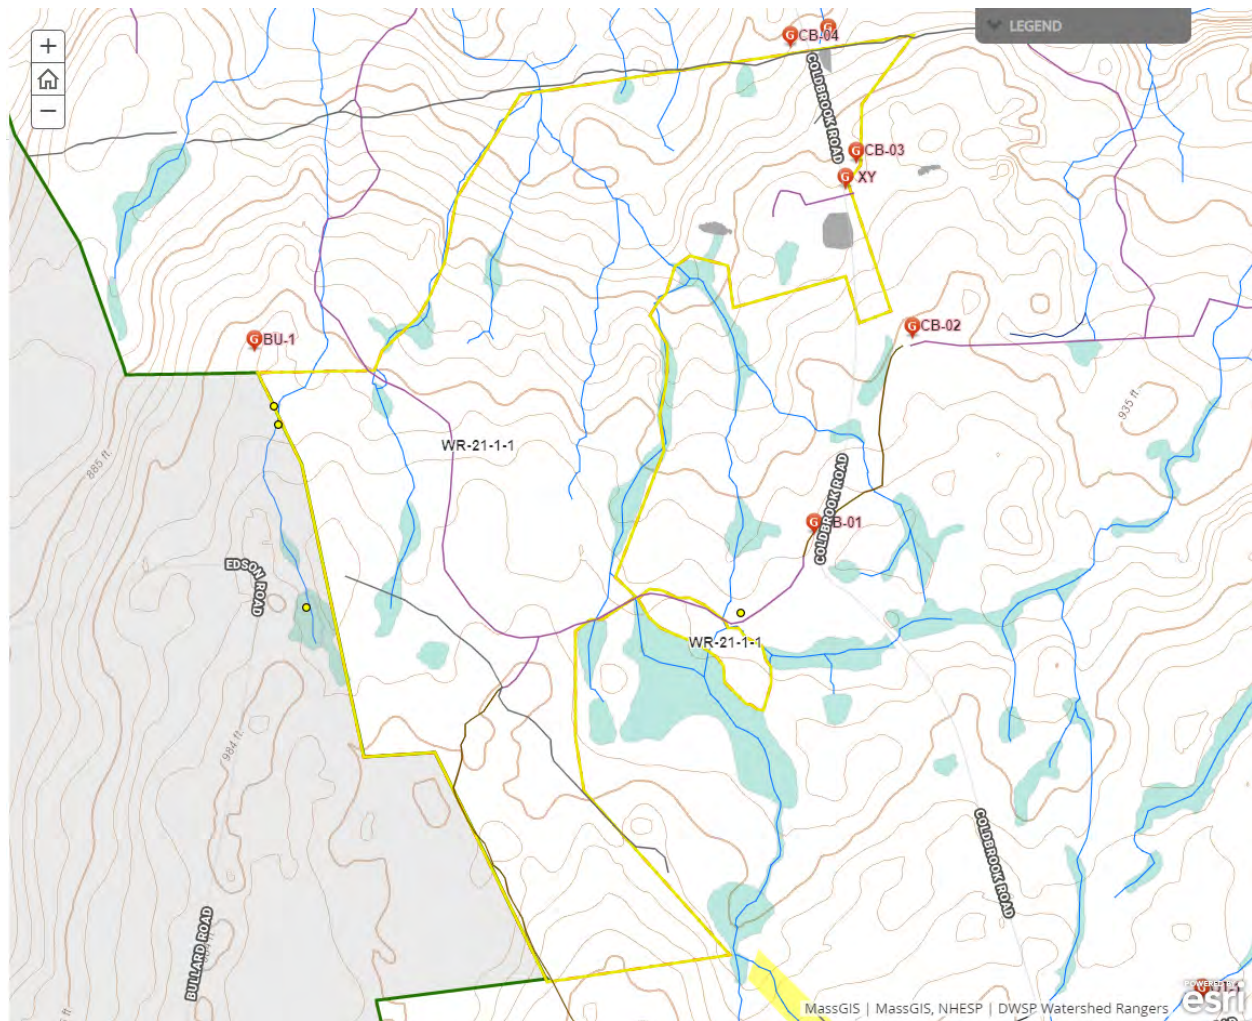 +
LEGEND
CB-04
COLDBROOK ROAD
CB-03
XY
BU-1
CB-02
935 ft.
WR-21-1-1
885 ft.
COLDBROOK ROAD
EDSON ROAD
WR-21-1-1
984 ft.
COLDBROOK ROAD
BULLARD ROAD
POWERED BY
esri
MassGIS | MassGIS, NHESP | DWSP Watershed Rangers